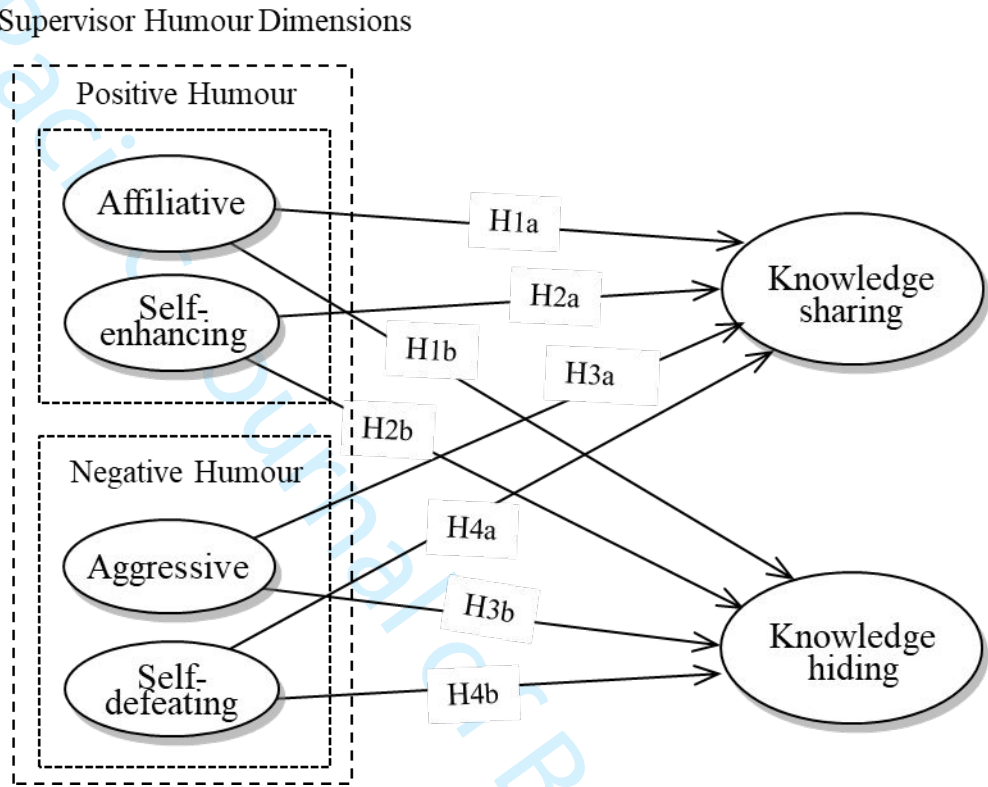 Supervisor Humour Dimensions
Positive Humour
Affiliative
Self-
enhancing
Negative Humour
Aggressive
Self-
defeating
H1a
H2a
H1b
H3a
H2b
H4a
H3b
H4b
Knowledge
sharing
Knowledge
hiding